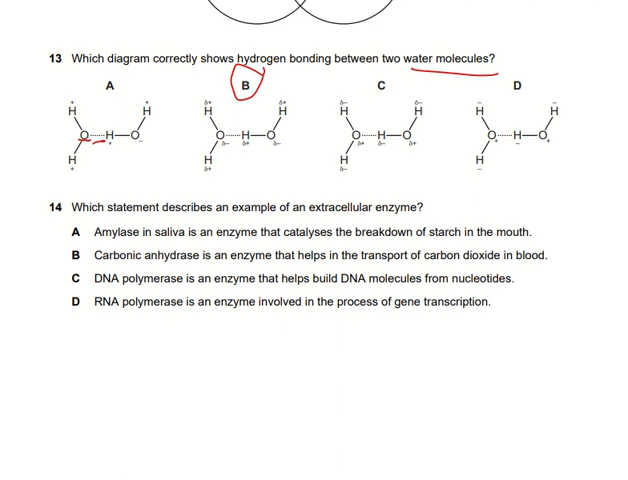 13 Which diagram correctly shows hydrogen bonding between two water molecules?
A B C D
+ + δ+ δ+ δ– δ– – –
H H H H H H H H
O H O O H O O H O O H O
+ – δ– δ+ δ– δ+ δ– δ+ – +
H H H H
+ δ+ δ– –
14 Which statement describes an example of an extracellular enzyme?
A Amylase in saliva is an enzyme that catalyses the breakdown of starch in the mouth.
B Carbonic anhydrase is an enzyme that helps in the transport of carbon dioxide in blood.
C DNA polymerase is an enzyme that helps build DNA molecules from nucleotides.
D RNA polymerase is an enzyme involved in the process of gene transcription.